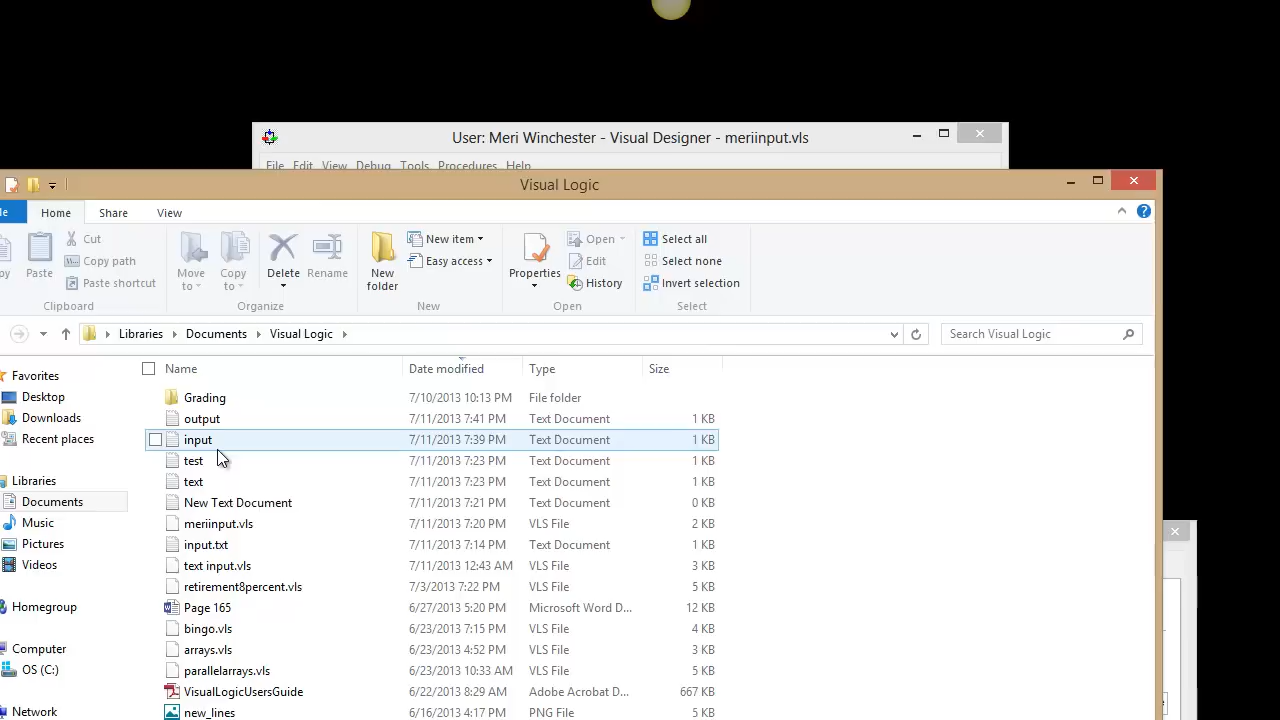 User: Meri Winchester - Visual Designer - meriinput.vls
File Edit View Debug Tools Procedures Help
Visual Logic
Home Share View
Cut
Copy path
Paste shortcut
Paste
Move to
Copy to
Delete
Rename
New folder
New item
Easy access
Properties
Open
Edit
History
Select all
Select none
Invert selection
Clipboard Organize New Open Select
Libraries Documents Visual Logic
Search Visual Logic
Name Date modified Type Size
Favorites
Desktop
Downloads
Recent places
Libraries
Documents
Music
Pictures
Videos
Homegroup
Computer
OS (C:)
Network
Grading 7/10/2013 10:13 PM File folder
output 7/11/2013 7:41 PM Text Document 1 KB
input 7/11/2013 7:39 PM Text Document 1 KB
test 7/11/2013 7:23 PM Text Document 1 KB
text 7/11/2013 7:23 PM Text Document 1 KB
New Text Document 7/11/2013 7:21 PM Text Document 0 KB
meriinput.vls 7/11/2013 7:20 PM VLS File 2 KB
input.txt 7/11/2013 7:14 PM Text Document 1 KB
text input.vls 7/11/2013 12:43 AM VLS File 3 KB
retirement8percent.vls 7/3/2013 7:22 PM VLS File 5 KB
Page 165 6/27/2013 5:20 PM Microsoft Word D... 12 KB
bingo.vls 6/23/2013 7:15 PM VLS File 4 KB
arrays.vls 6/23/2013 4:52 PM VLS File 3 KB
parallelarrays.vls 6/23/2013 10:33 AM VLS File 5 KB
VisualLogicUsersGuide 6/22/2013 8:29 AM Adobe Acrobat D... 667 KB
new_lines 6/16/2013 4:17 PM PNG File 5 KB